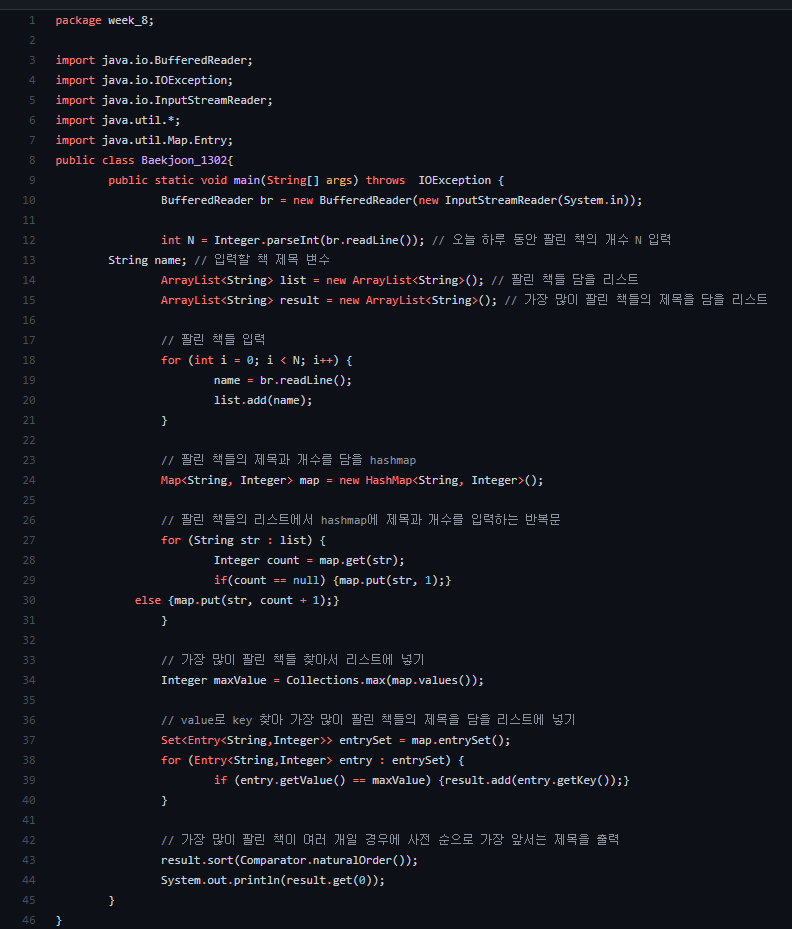 1 package week_8;
2
3 import java.io.BufferedReader;
4 import java.io.IOException;
5 import java.io.InputStreamReader;
6 import java.util.*;
7 import java.util.Map.Entry;
8 public class Baekjoon_1302{
9 public static void main(String[] args) throws  IOException {
10 BufferedReader br = new BufferedReader(new InputStreamReader(System.in));
11
12 int N = Integer.parseInt(br.readLine()); // 오늘 하루 동안 팔린 책의 개수 N 입력
13 String name; // 입력할 책 제목 변수
14 ArrayList<String> list = new ArrayList<String>(); // 팔린 책들 담을 리스트
15 ArrayList<String> result = new ArrayList<String>(); // 가장 많이 팔린 책들의 제목을 담을 리스트
16
17 // 팔린 책들 입력
18 for (int i = 0; i < N; i++) {
19 name = br.readLine();
20 list.add(name);
21 }
22
23 // 팔린 책들의 제목과 개수를 담을 hashmap
24 Map<String, Integer> map = new HashMap<String, Integer>();
25
26 // 팔린 책들의 리스트에서 hashmap에 제목과 개수를 입력하는 반복문
27 for (String str : list) {
28 Integer count = map.get(str);
29 if(count == null) {map.put(str, 1);}
30 else {map.put(str, count + 1);}
31 }
32
33 // 가장 많이 팔린 책들 찾아서 리스트에 넣기
34 Integer maxValue = Collections.max(map.values());
35
36 // value로 key 찾아 가장 많이 팔린 책들의 제목을 담을 리스트에 넣기
37 Set<Entry<String,Integer>> entrySet = map.entrySet();
38 for (Entry<String,Integer> entry : entrySet) {
39 if (entry.getValue() == maxValue) {result.add(entry.getKey());}
40 }
41
42 // 가장 많이 팔린 책이 여러 개일 경우에 사전 순으로 가장 앞서는 제목을 출력
43 result.sort(Comparator.naturalOrder());
44 System.out.println(result.get(0));
45 }
46 }